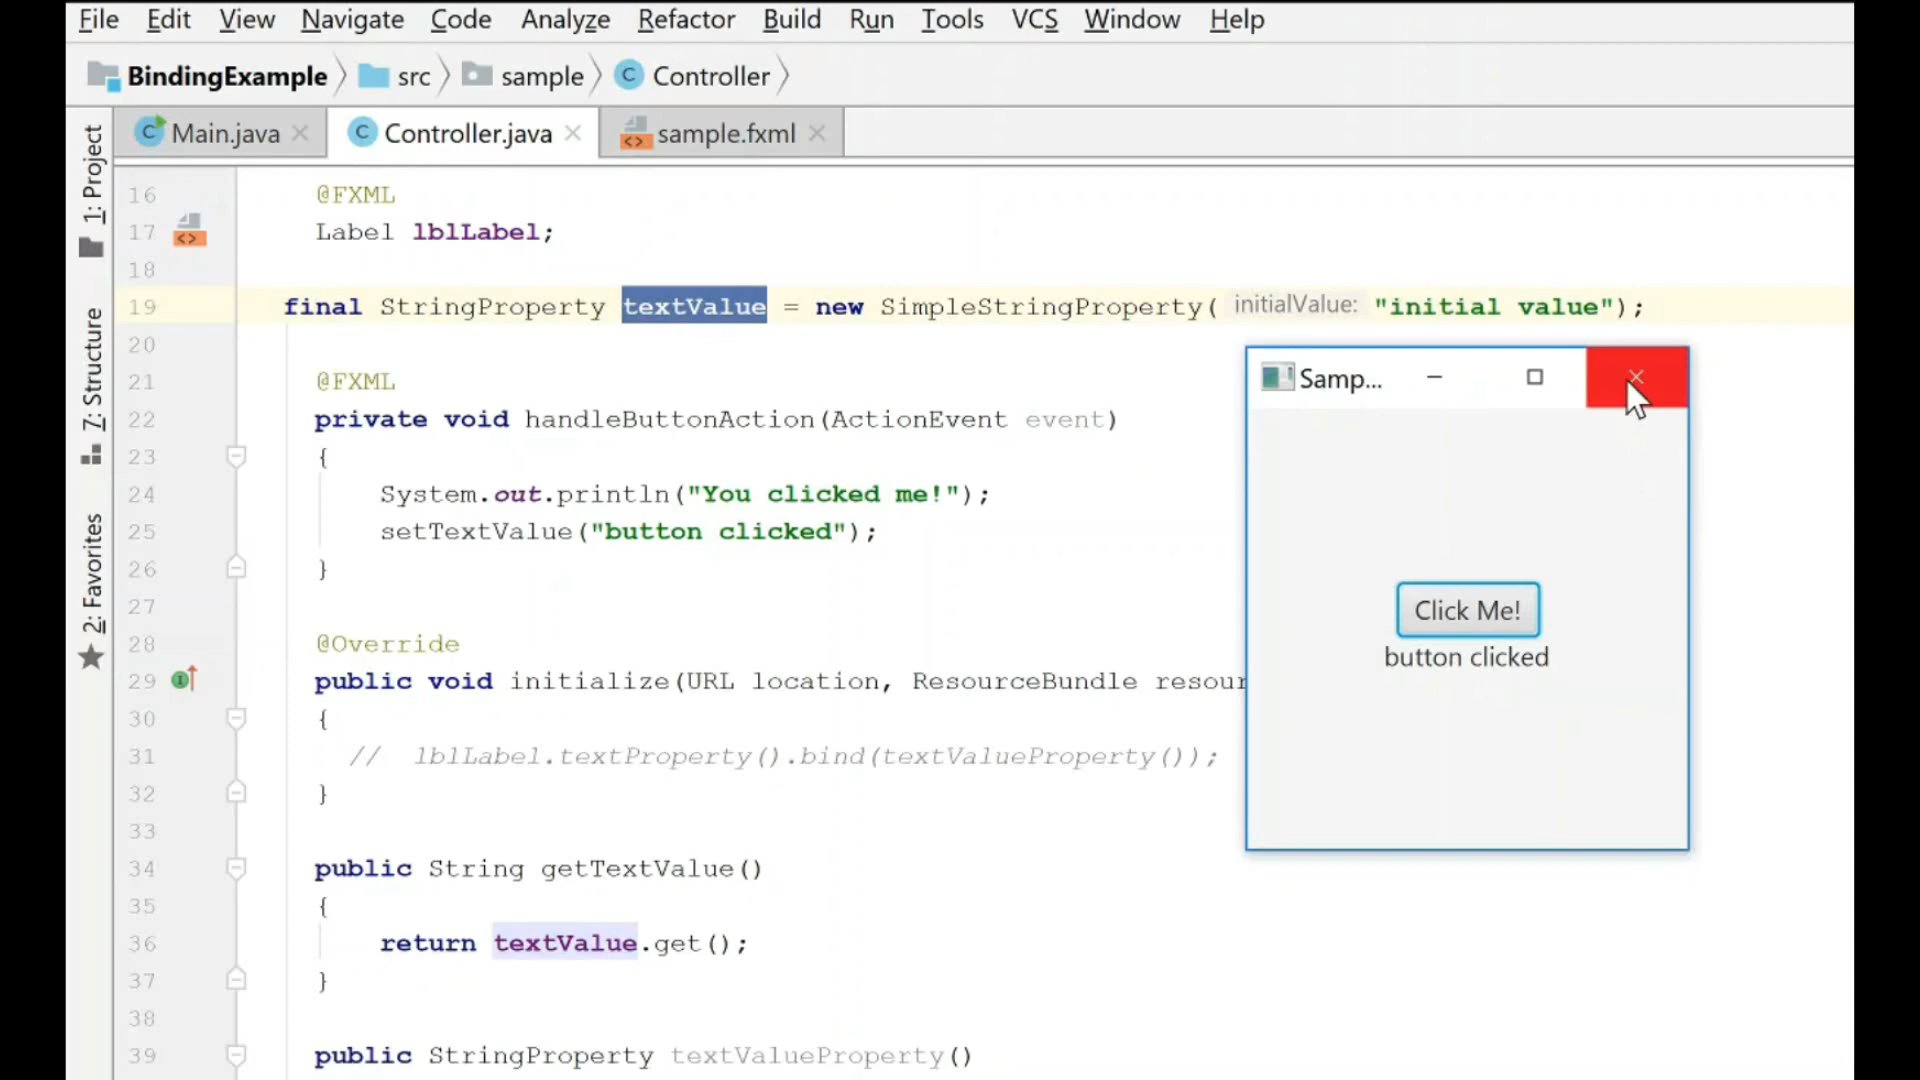 File Edit View Navigate Code Analyze Refactor Build Run Tools VCS Window Help
BindingExample src sample Controller
Main.java Controller.java sample.fxml
1: Project
7: Structure
2: Favorites
16 @FXML
17 Label lblLabel;
18
19 final StringProperty textValue = new SimpleStringProperty( initialValue: "initial value");
20
21 @FXML
22 private void handleButtonAction(ActionEvent event)
23 {
24 System.out.println("You clicked me!");
25 setTextValue("button clicked");
26 }
27
28 @Override
29 public void initialize(URL location, ResourceBundle resour
30 {
31 // lblLabel.textProperty().bind(textValueProperty());
32 }
33
34 public String getTextValue()
35 {
36 return textValue.get();
37 }
38
39 public StringProperty textValueProperty()
Samp...
Click Me!
button clicked